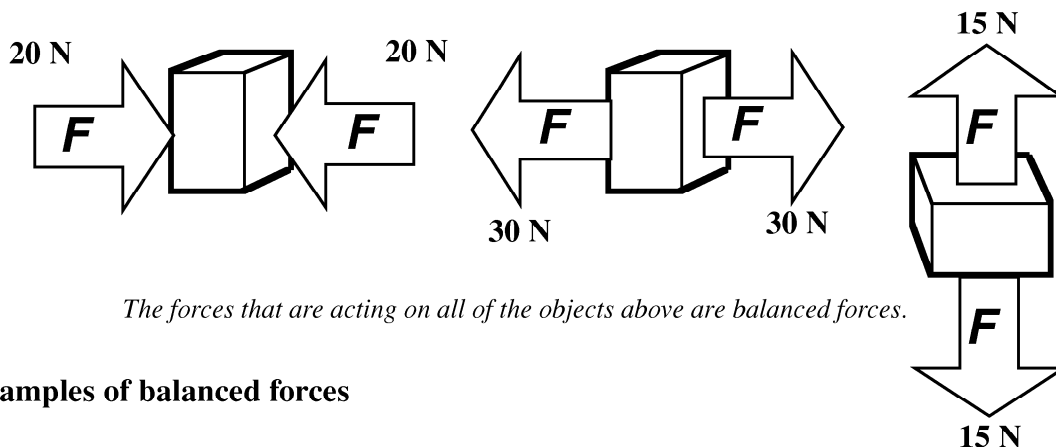 15 N
20 N
20 N
F
F
F
F
F
30 N
30 N
The forces that are acting on all of the objects above are balanced forces.
F
amples of balanced forces
15 N